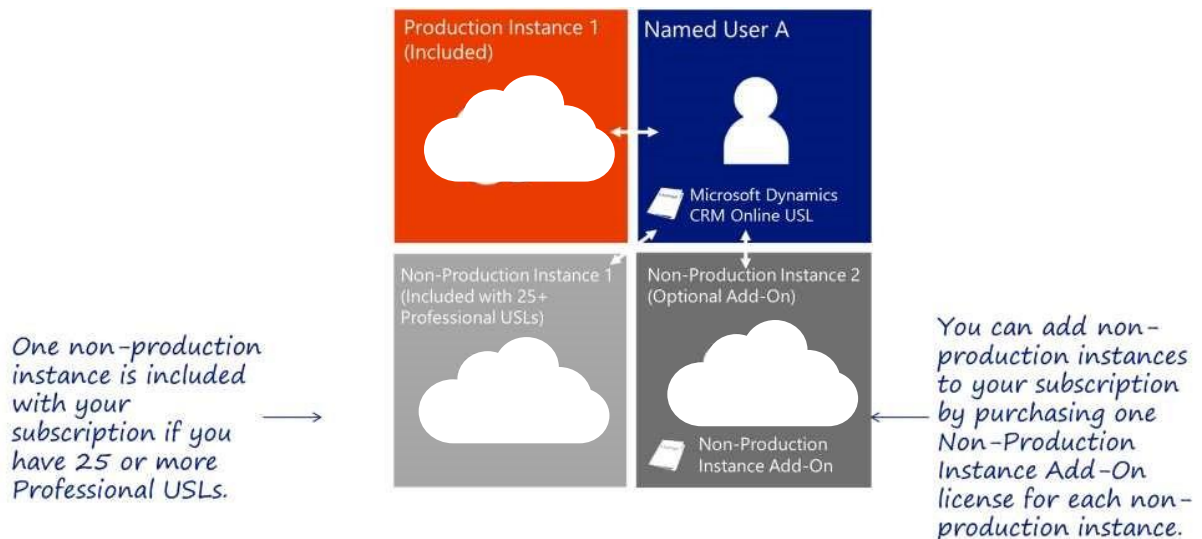 Production Instance 1
(Included)
Named User A
Microsoft Dynamics
CRM Online USL
Non-Production Instance 1
(Included with 25+
Professional USLs)
Non-Production Instance 2
(Optional Add-On)
Non-Production
Instance Add-On
One non-production
instance is included
with your
subscription if you
have 25 or more
Professional USLs.
You can add non-
production instances
to your subscription
by purchasing one
Non-Production
Instance Add-On
license for each non-
production instance.